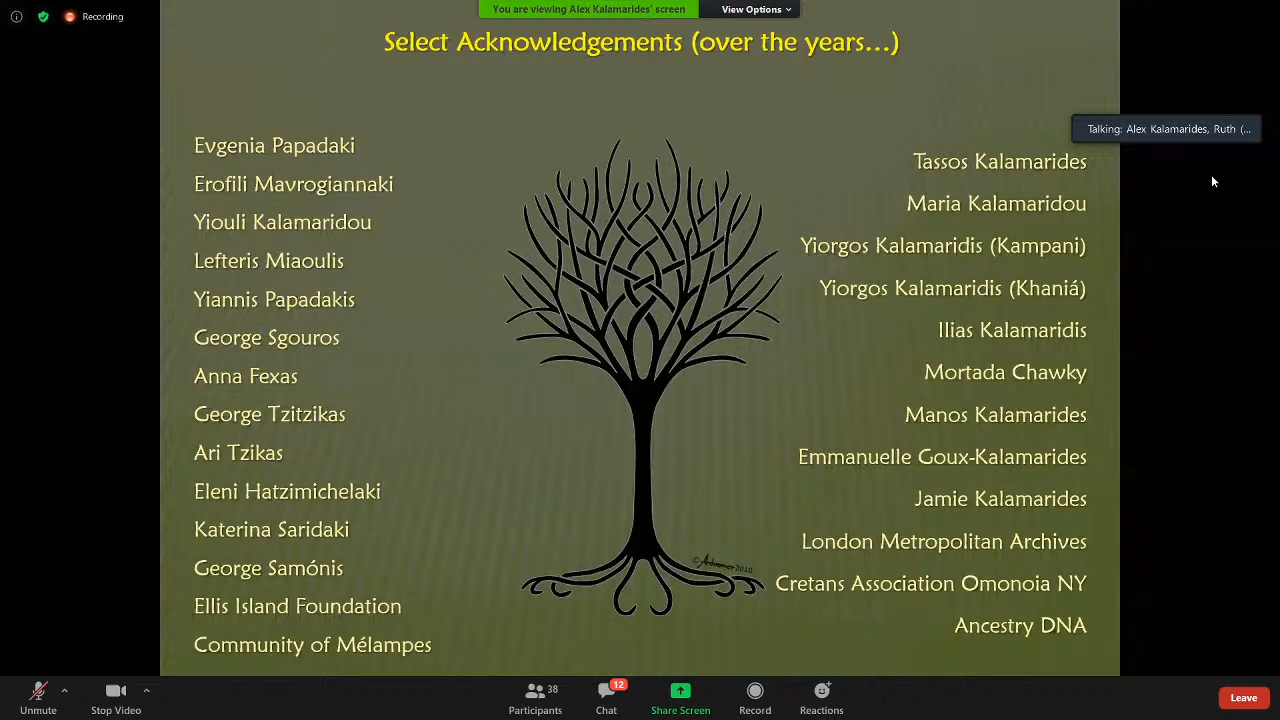 Recording
You are viewing Alex Kalamarides' screen
View Options
Select Acknowledgements (over the years...)
Talking: Alex Kalamarides, Ruth (...
Evgenia Papadaki
Erofili Mavrogiannaki
Yiouli Kalamaridou
Lefteris Miaoulis
Yiannis Papadakis
George Sgouros
Anna Fexas
George Tzitzikas
Ari Tzikas
Eleni Hatzimichelaki
Katerina Saridaki
George Samónis
Ellis Island Foundation
Community of Mélampes
Tassos Kalamarides
Maria Kalamaridou
Yiorgos Kalamaridis (Kampani)
Yiorgos Kalamaridis (Khaniá)
Ilias Kalamaridis
Mortada Chawky
Manos Kalamarides
Emmanuelle Goux-Kalamarides
Jamie Kalamarides
London Metropolitan Archives
Cretans Association Omonoia NY
Ancestry DNA
2010
Unmute
Stop Video
38
Participants
12
Chat
Share Screen
Record
Reactions
Leave